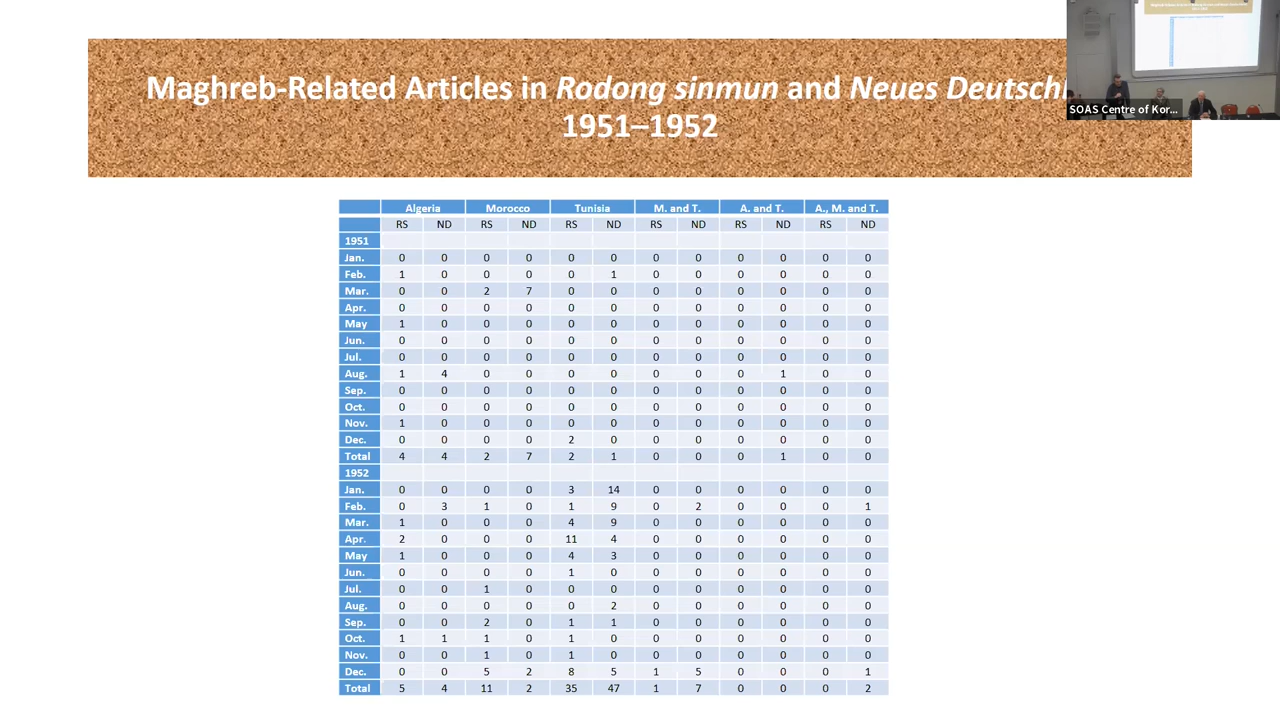 Maghreb-Related Articles in Rodong sinmun and Neues Deutschl
1951–1952
SOAS Centre of Kor...
Algeria Morocco Tunisia M. and T. A. and T. A., M. and T.
RS ND RS ND RS ND RS ND RS ND RS ND
1951
Jan. 0 0 0 0 0 0 0 0 0 0 0 0
Feb. 1 0 0 0 0 1 0 0 0 0 0 0
Mar. 0 0 2 7 0 0 0 0 0 0 0 0
Apr. 0 0 0 0 0 0 0 0 0 0 0 0
May 1 0 0 0 0 0 0 0 0 0 0 0
Jun. 0 0 0 0 0 0 0 0 0 0 0 0
Jul. 0 0 0 0 0 0 0 0 0 0 0 0
Aug. 1 4 0 0 0 0 0 0 0 1 0 0
Sep. 0 0 0 0 0 0 0 0 0 0 0 0
Oct. 0 0 0 0 0 0 0 0 0 0 0 0
Nov. 1 0 0 0 0 0 0 0 0 0 0 0
Dec. 0 0 0 0 2 0 0 0 0 0 0 0
Total 4 4 2 7 2 1 0 0 0 1 0 0
1952
Jan. 0 0 0 0 3 14 0 0 0 0 0 0
Feb. 0 3 1 0 1 9 0 2 0 0 0 1
Mar. 1 0 0 0 4 9 0 0 0 0 0 0
Apr. 2 0 0 0 11 4 0 0 0 0 0 0
May 1 0 0 0 4 3 0 0 0 0 0 0
Jun. 0 0 0 0 1 0 0 0 0 0 0 0
Jul. 0 0 1 0 0 0 0 0 0 0 0 0
Aug. 0 0 0 0 0 2 0 0 0 0 0 0
Sep. 0 0 2 0 1 1 0 0 0 0 0 0
Oct. 1 1 1 0 1 0 0 0 0 0 0 0
Nov. 0 0 1 0 1 0 0 0 0 0 0 0
Dec. 0 0 5 2 8 5 1 5 0 0 0 1
Total 5 4 11 2 35 47 1 7 0 0 0 2